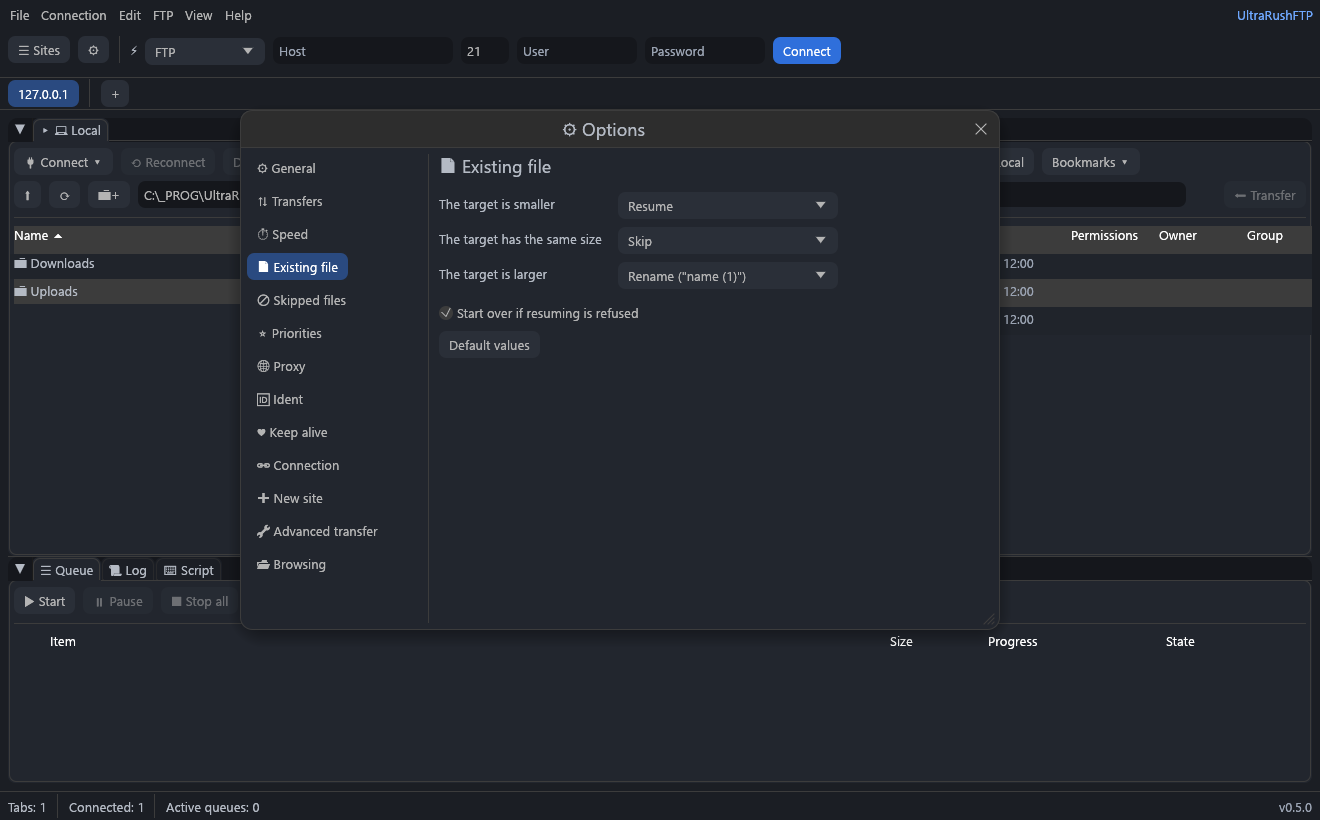 File Connection Edit FTP View Help UltraRushFTP
Sites FTP Host 21 User Password Connect
127.0.0.1 +
Local
Options
Connect Reconnect Bookmarks
C:\_PROG\UltraR Transfer
Name Permissions Owner Group
Downloads 12:00
Uploads 12:00
12:00
General
Transfers
Speed
Existing file
Skipped files
Priorities
Proxy
Ident
Keep alive
Connection
New site
Advanced transfer
Browsing
Existing file
The target is smaller Resume
The target has the same size Skip
The target is larger Rename ("name (1)")
Start over if resuming is refused
Default values
Queue Log Script
Start Pause Stop all
Item Size Progress State
Tabs: 1 Connected: 1 Active queues: 0 v0.5.0